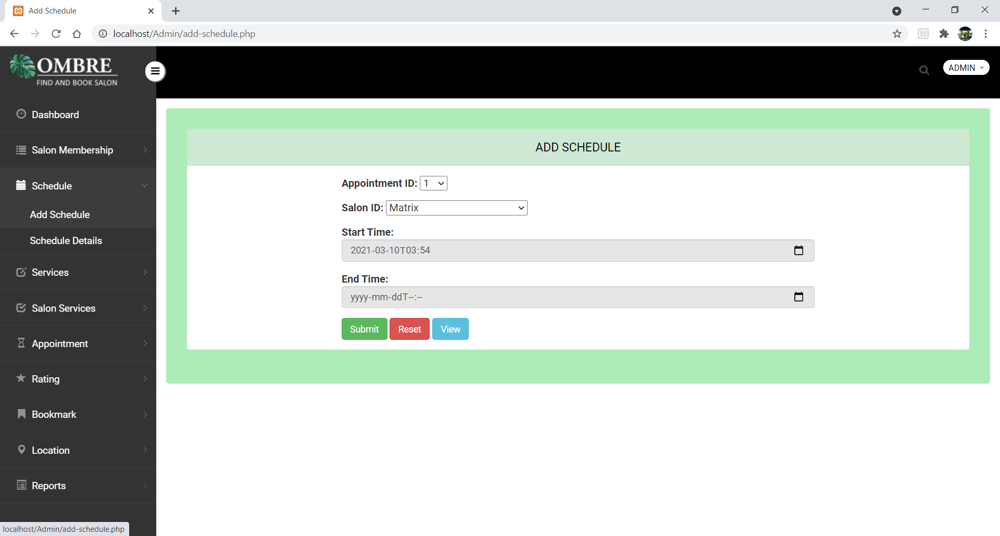 Add Schedule
localhost/Admin/add-schedule.php
OMBRE
FIND AND BOOK SALON
ADMIN
Dashboard
Salon Membership
Schedule
Add Schedule
Schedule Details
Services
Salon Services
Appointment
Rating
Bookmark
Location
Reports
ADD SCHEDULE
Appointment ID: 1
Salon ID: Matrix
Start Time:
2021-03-10T03:54
End Time:
yyyy-mm-ddT--:--
Submit Reset View
localhost/Admin/add-schedule.php